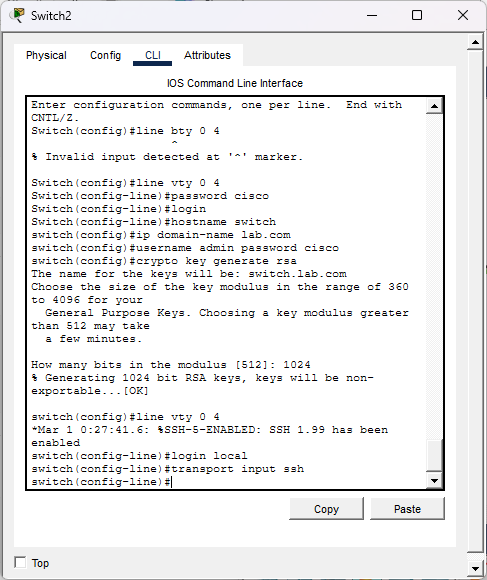 Switch2
Physical Config CLI Attributes
IOS Command Line Interface
Enter configuration commands, one per line.  End with
CNTL/Z.
Switch(config)#line bty 0 4
^
% Invalid input detected at '^' marker.
Switch(config)#line vty 0 4
Switch(config-line)#password cisco
Switch(config-line)#login
Switch(config-line)#hostname switch
switch(config)#ip domain-name lab.com
switch(config)#username admin password cisco
switch(config)#crypto key generate rsa
The name for the keys will be: switch.lab.com
Choose the size of the key modulus in the range of 360
to 4096 for your
General Purpose Keys. Choosing a key modulus greater
than 512 may take
a few minutes.
How many bits in the modulus [512]: 1024
% Generating 1024 bit RSA keys, keys will be non-
exportable...[OK]
switch(config)#line vty 0 4
*Mar 1 0:27:41.6: %SSH-5-ENABLED: SSH 1.99 has been
enabled
switch(config-line)#login local
switch(config-line)#transport input ssh
switch(config-line)#
Copy Paste
Top